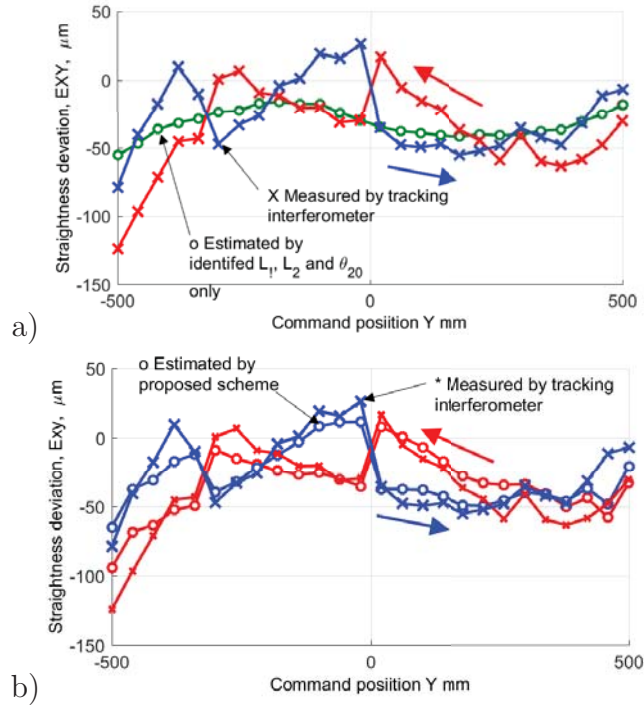 50
0
-50
-100
-150
-500
0
500
Straightness devation, EXY, μm
X Measured by tracking
interferometer
o Estimated by
identifed L!, L2 and θ20
only
Command posiition Y mm
a)
50
0
-50
-100
-150
-500
0
500
Straightness deviation, Exy, μm
o Estimated by
proposed scheme
* Measured by tracking
interferometer
Command posiition Y mm
b)